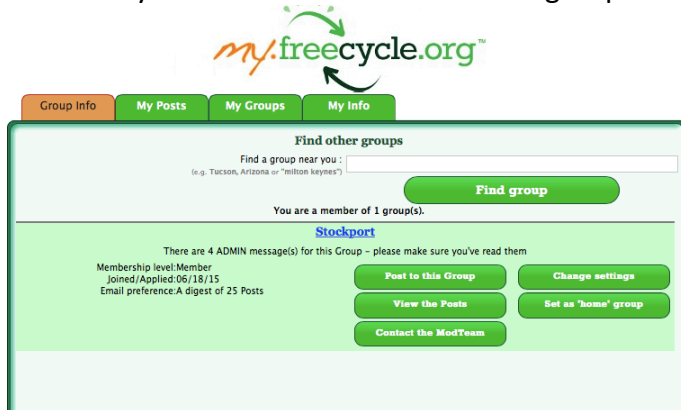 my.freecycle.org™
Group Info My Posts My Groups My Info
Find other groups
Find a group near you :
(e.g. Tucson, Arizona or "milton keynes")
Find group
You are a member of 1 group(s).
Stockport
There are 4 ADMIN message(s) for this Group – please make sure you've read them
Membership level:Member
Joined/Applied:06/18/15
Email preference:A digest of 25 Posts
Post to this Group Change settings
View the Posts Set as 'home' group
Contact the ModTeam